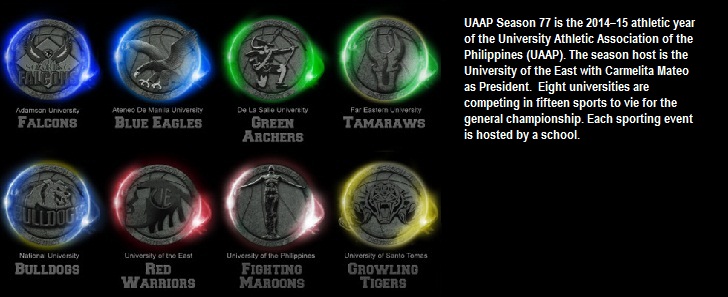 UAAP Season 77 is the 2014–15 athletic year
of the University Athletic Association of the
Philippines (UAAP). The season host is the
University of the East with Carmelita Mateo
as President. Eight universities are
competing in fifteen sports to vie for the
general championship. Each sporting event
is hosted by a school.
FALCONS
Adamson University
FALCONS
Ateneo De Manila University
BLUE EAGLES
De La Salle University
GREEN
ARCHERS
Far Eastern University
TAMARAWS
BULLDOGS
National University
BULLDOGS
UE
University of the East
RED
WARRIORS
University of the Philippines
FIGHTING
MAROONS
University of Santo Tomas
GROWLING
TIGERS